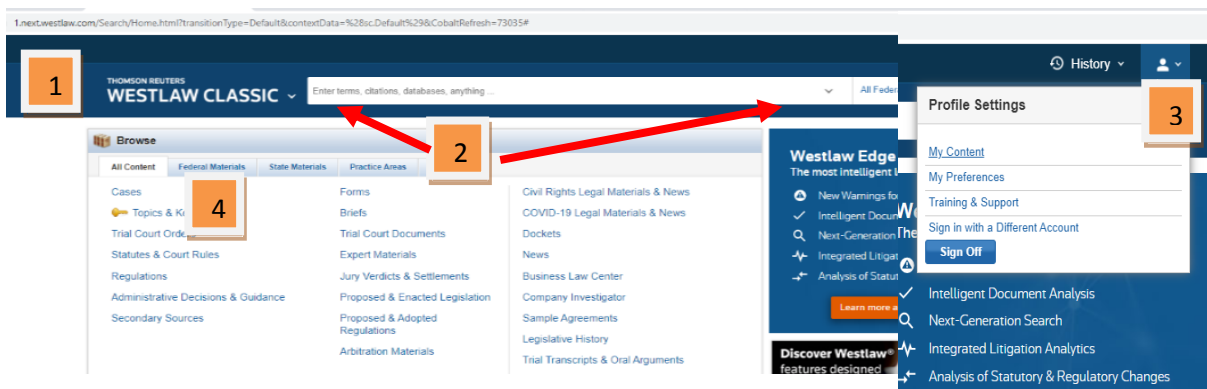 1.next.westlaw.com/Search/Home.html?transitionType=Default&contextData=%28sc.Default%29&CobaltRefresh=73035#
1
THOMSON REUTERS
WESTLAW CLASSIC
Enter terms, citations, databases, anything ...
All Feder
2
Browse
All Content Federal Materials State Materials Practice Areas
4
Cases
Topics & K
Trial Court Orders
Statutes & Court Rules
Regulations
Administrative Decisions & Guidance
Secondary Sources
Forms
Briefs
Trial Court Documents
Expert Materials
Jury Verdicts & Settlements
Proposed & Enacted Legislation
Proposed & Adopted
Regulations
Arbitration Materials
Civil Rights Legal Materials & News
COVID-19 Legal Materials & News
Dockets
News
Business Law Center
Company Investigator
Sample Agreements
Legislative History
Trial Transcripts & Oral Arguments
Westlaw Edge
The most intelligent l
New Warnings fo
Intelligent Docum
Next-Generation
Integrated Litigat
Analysis of Statut
Learn more a
Discover Westlaw®
features designed
History
3
Profile Settings
My Content
My Preferences
Training & Support
Sign in with a Different Account
Sign Off
We
The
Intelligent Document Analysis
Next-Generation Search
Integrated Litigation Analytics
Analysis of Statutory & Regulatory Changes